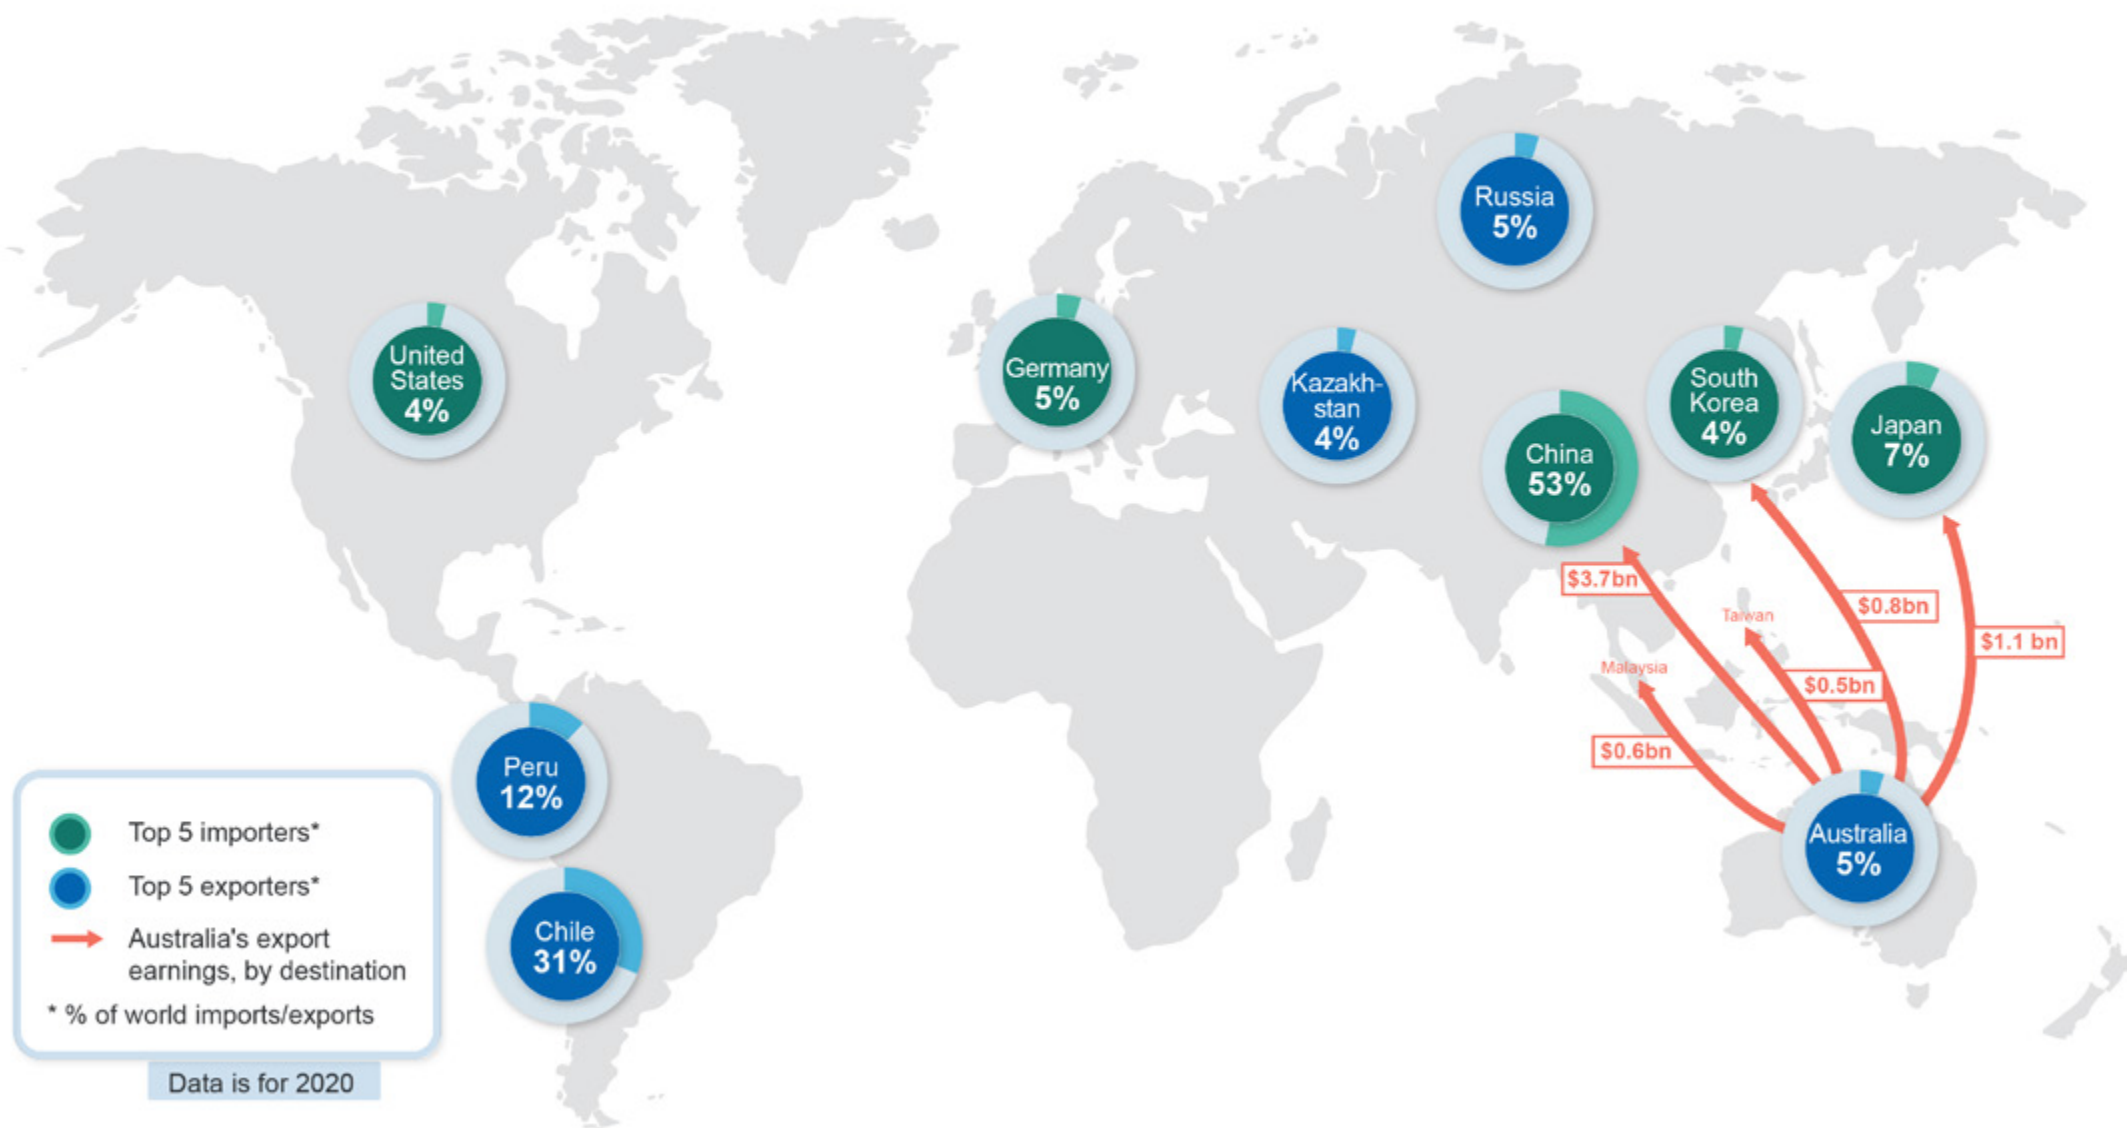 Russia
5%
United
States
4%
Germany
5%
Kazakh-
stan
4%
South
Korea
4%
Japan
7%
China
53%
$3.7bn
$0.8bn
Taiwan
$1.1 bn
Malaysia
$0.5bn
$0.6bn
Peru
12%
Australia
5%
Chile
31%
Top 5 importers*
Top 5 exporters*
Australia's export
earnings, by destination
* % of world imports/exports
Data is for 2020